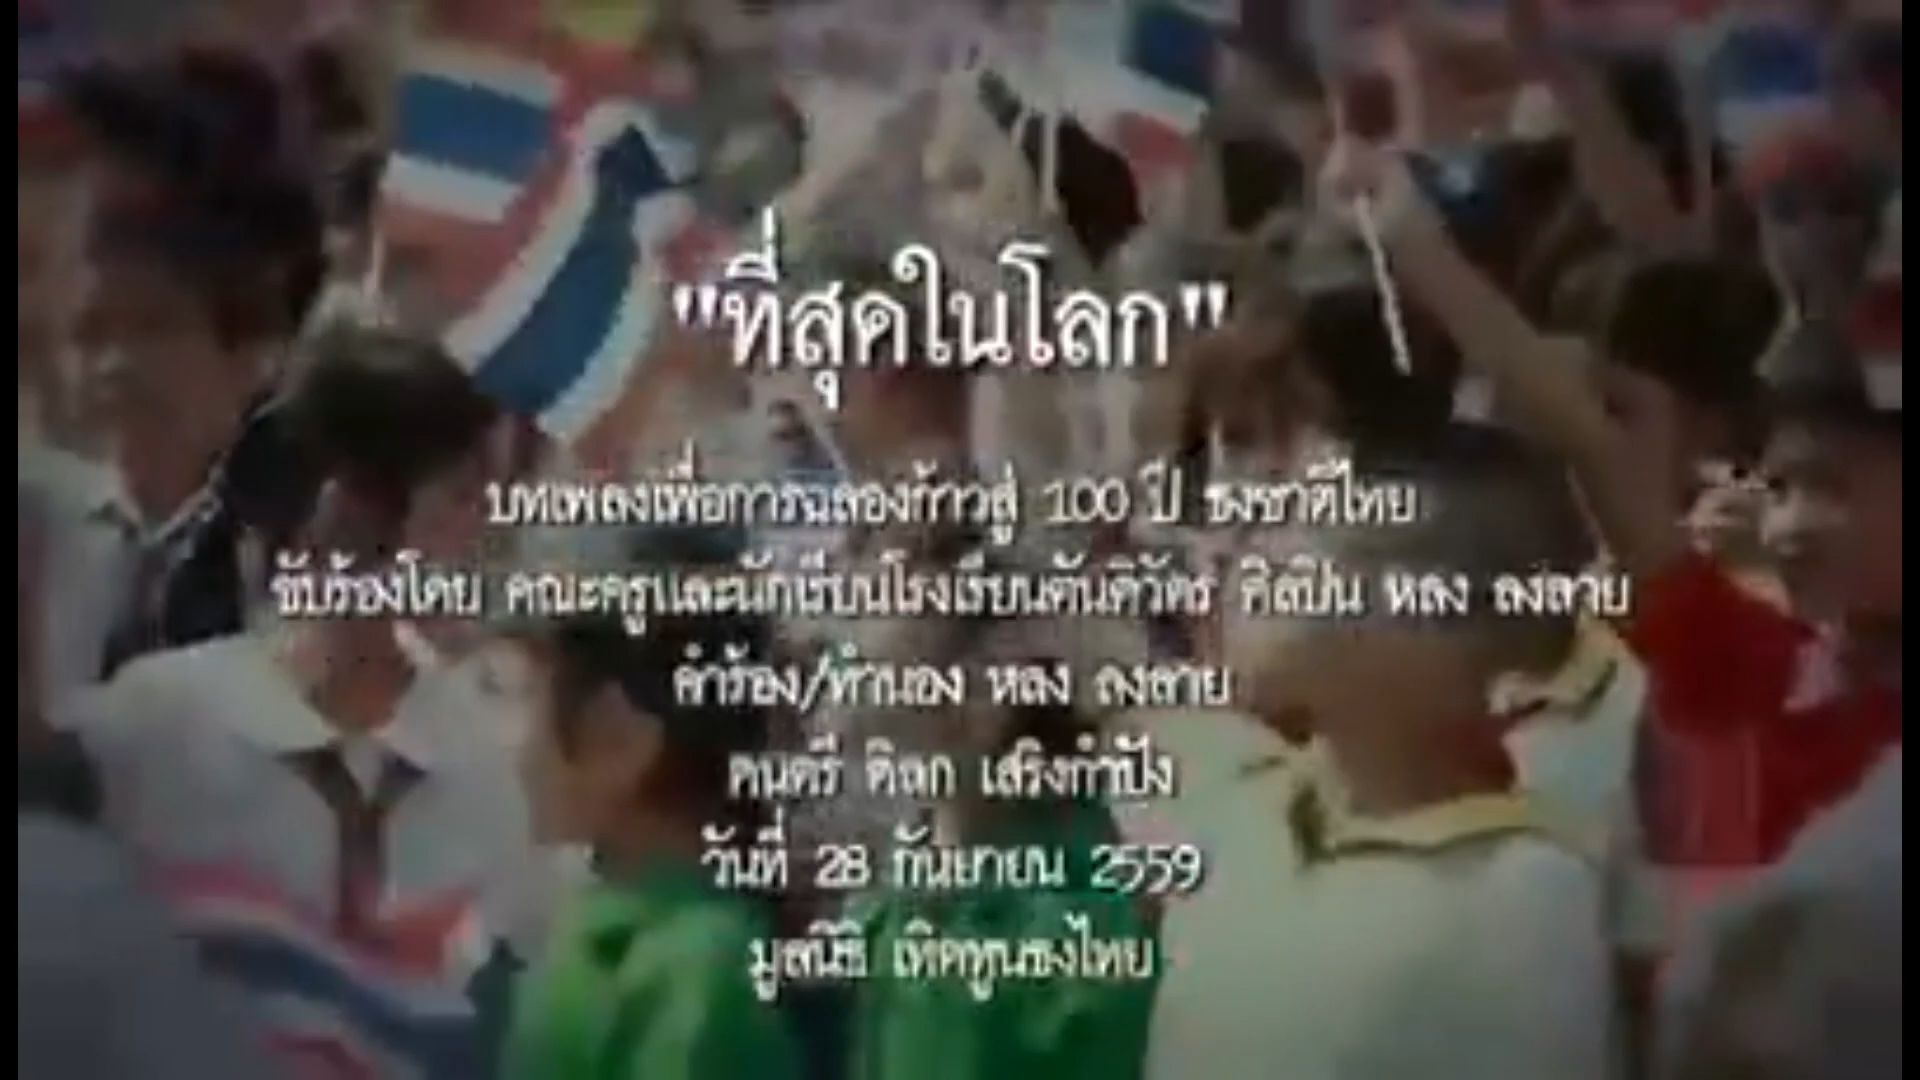 "ที่สุดในโลก"
บทเพลงเพื่อการฉลองก้าวสู่ 100 ปี ธงชาติไทย
ขับร้องโดย คณะครูและนักเรียนโรงเรียนตันติวัตร ศิลปิน หลง ลงลาย
คำร้อง/ทำนอง หลง ลงลาย
ดนตรี ดิลก เสริงกำปัง
วันที่ 28 กันยายน 2559
มูลนิธิ เทิดทูนธงไทย